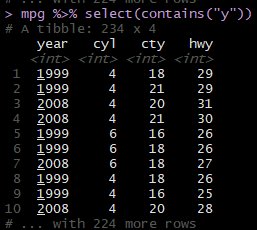 # ... with 224 more rows
> mpg %>% select(contains("y"))
# A tibble: 234 x 4
year cyl cty hwy
<int> <int> <int> <int>
1 1999 4 18 29
2 1999 4 21 29
3 2008 4 20 31
4 2008 4 21 30
5 1999 6 16 26
6 1999 6 18 26
7 2008 6 18 27
8 1999 4 18 26
9 1999 4 16 25
10 2008 4 20 28
# ... with 224 more rows